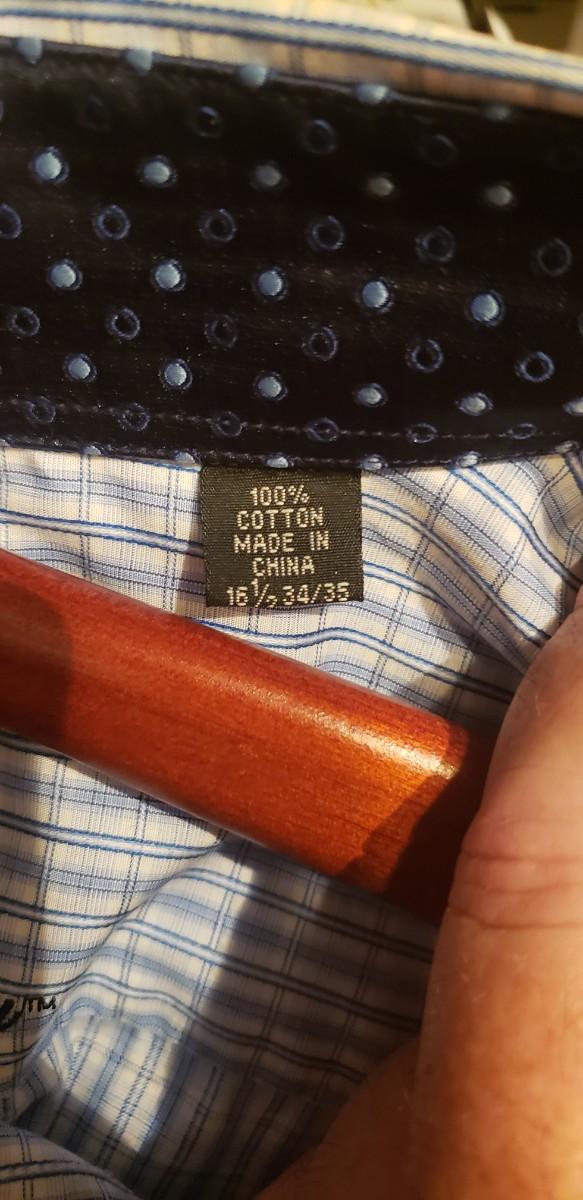 100%
COTTON
MADE IN
CHINA
16½ 34/35